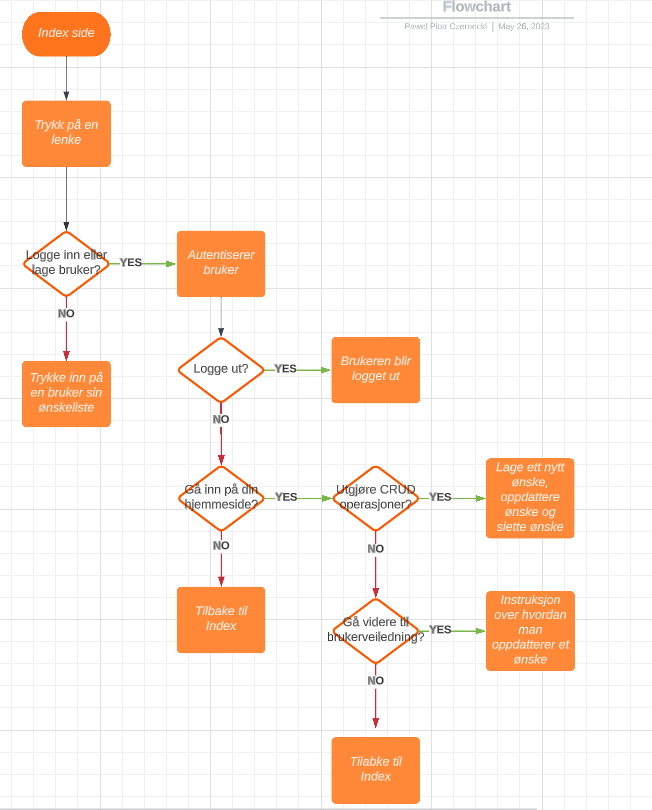 Flowchart
Pawel Piotr Czernecki | May 26, 2023
Index side
Trykk på en
lenke
Logge inn eller
lage bruker?
YES
Autentiserer
bruker
NO
Trykke inn på
en bruker sin
ønskeliste
Logge ut?
YES
Brukeren blir
logget ut
NO
Gå inn på din
hjemmeside?
YES
Utgjøre CRUD
operasjoner?
YES
Lage ett nytt
ønske,
oppdattere
ønske og
slette ønske
NO
Tilbake til
Index
NO
Gå videre til
brukerveiledning?
YES
Instruksjon
over hvordan
man
oppdatterer et
ønske
NO
Tilabke til
Index